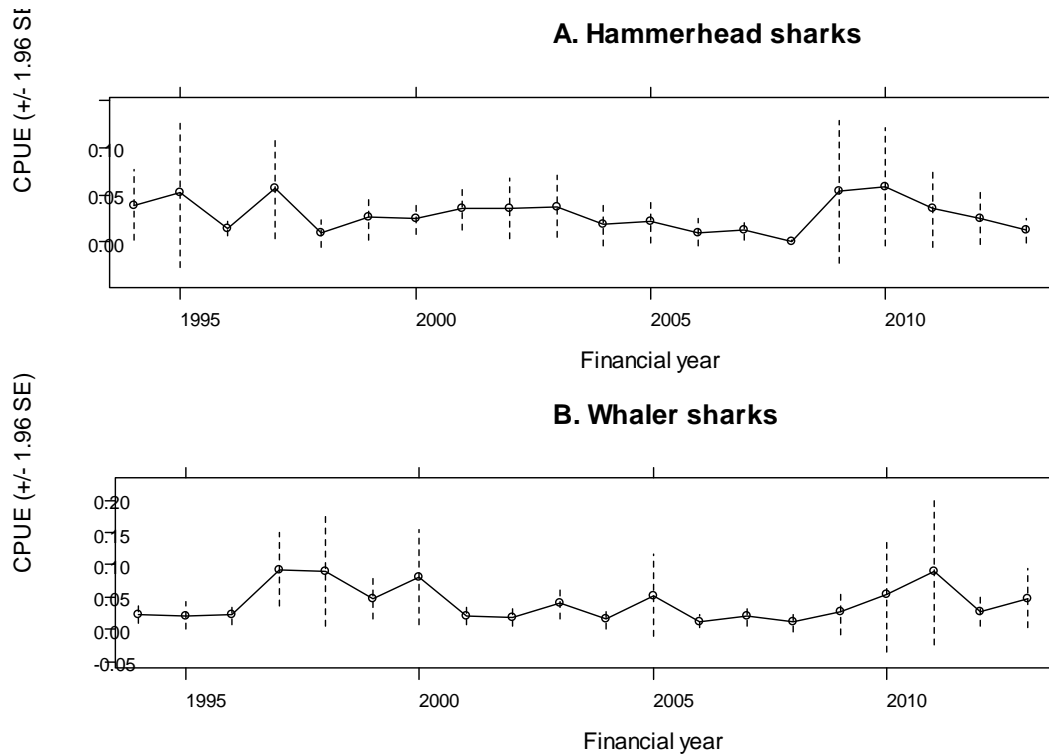 A. Hammerhead sharks
CPUE (+/- 1.96 SE
0.10
0.05
0.00
1995 2000 2005 2010
Financial year
B. Whaler sharks
CPUE (+/- 1.96 SE)
0.20
0.15
0.10
0.05
0.00
-0.05
1995 2000 2005 2010
Financial year